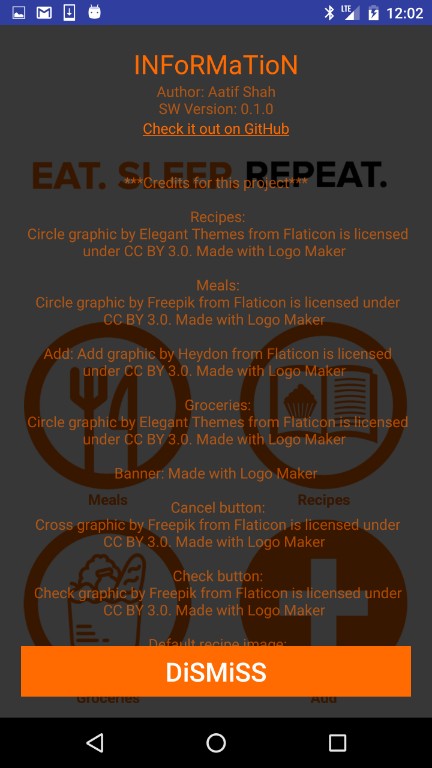 LTE 12:02
INFoRMaTioN
Author: Aatif Shah
SW Version: 0.1.0
Check it out on GitHub
EAT. SLEEP. REPEAT.
***Credits for this project***
Recipes:
Circle graphic by Elegant Themes from Flaticon is licensed
under CC BY 3.0. Made with Logo Maker
Meals:
Circle graphic by Freepik from Flaticon is licensed under
CC BY 3.0. Made with Logo Maker
Add: Add graphic by Heydon from Flaticon is licensed
under CC BY 3.0. Made with Logo Maker
Groceries:
Circle graphic by Elegant Themes from Flaticon is licensed
under CC BY 3.0. Made with Logo Maker
Banner: Made with Logo Maker
Meals Recipes
Cancel button:
Cross graphic by Freepik from Flaticon is licensed under
CC BY 3.0. Made with Logo Maker
Check button:
Check graphic by Freepik from Flaticon is licensed under
CC BY 3.0. Made with Logo Maker
Default recipe image:
DiSMiSS
Groceries Add